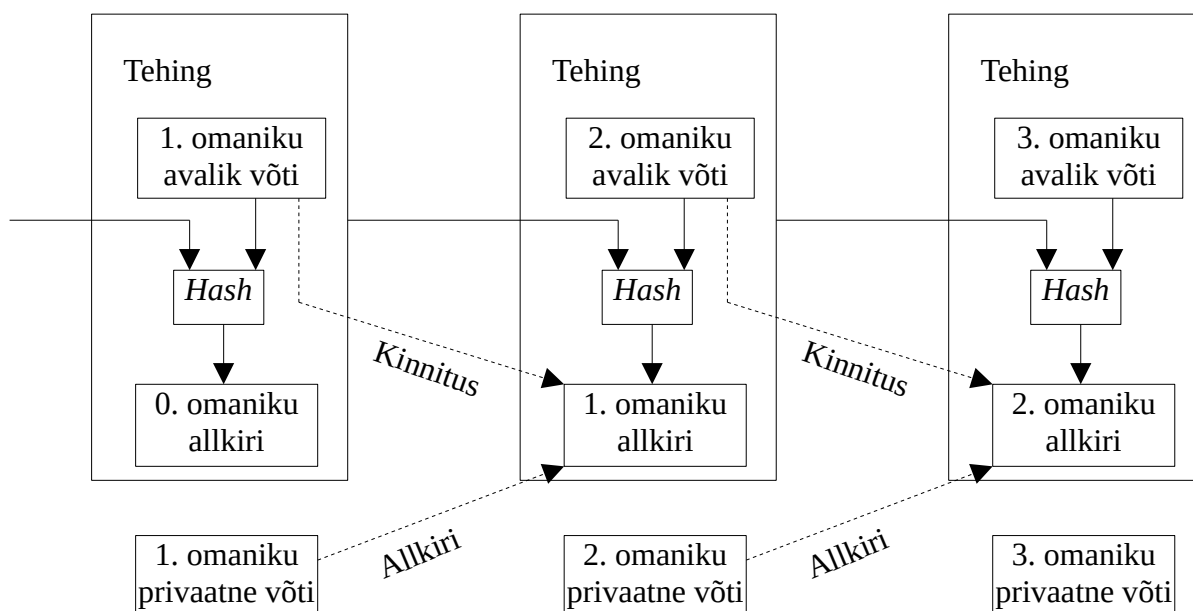 Tehing
1. omaniku
avalik võti
Hash
0. omaniku
allkiri
1. omaniku
privaatne võti
Kinnitus
Allkiri
Tehing
2. omaniku
avalik võti
Hash
1. omaniku
allkiri
2. omaniku
privaatne võti
Kinnitus
Allkiri
Tehing
3. omaniku
avalik võti
Hash
2. omaniku
allkiri
3. omaniku
privaatne võti